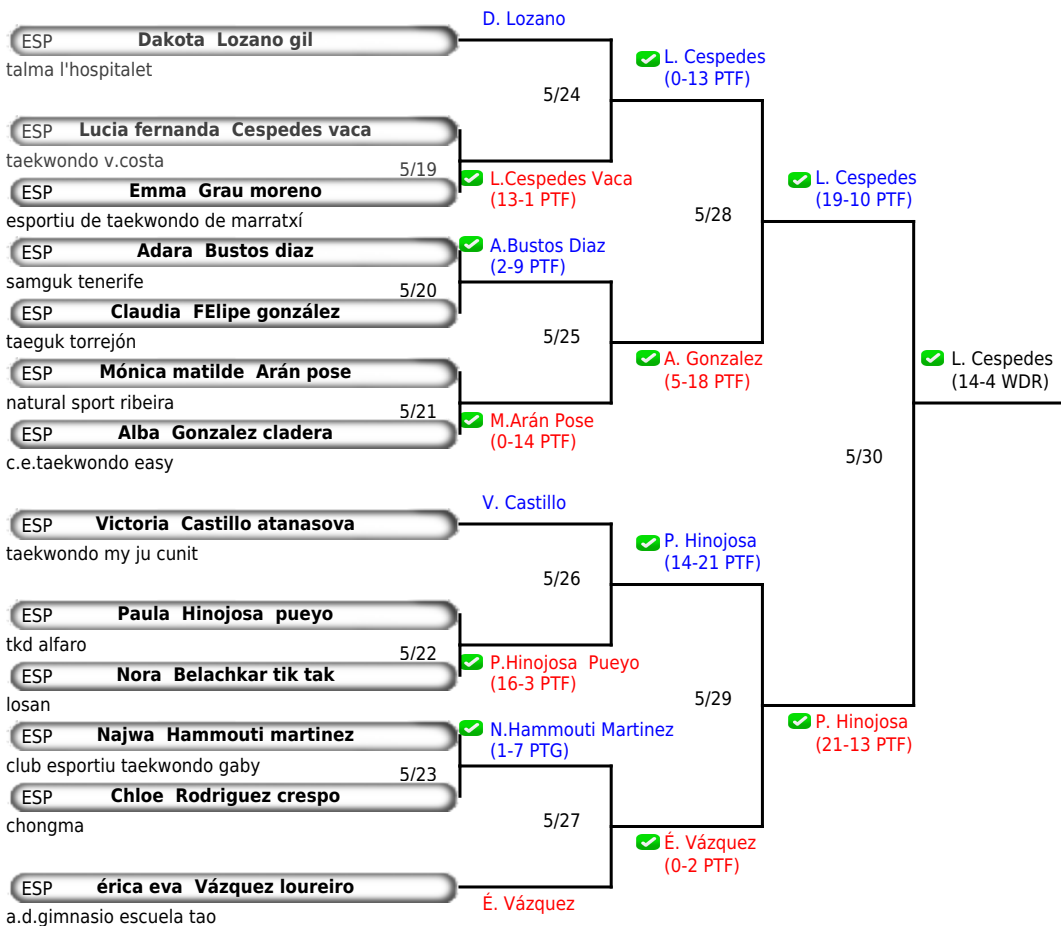 D. Lozano
ESP Dakota Lozano gil
talma l'hospitalet
L. Cespedes
(0-13 PTF)
5/24
ESP Lucia fernanda Cespedes vaca
taekwondo v.costa
5/19
ESP Emma Grau moreno
esportiu de taekwondo de marratxí
L.Cespedes Vaca
(13-1 PTF)
L. Cespedes
(19-10 PTF)
5/28
ESP Adara Bustos diaz
samguk tenerife
A.Bustos Diaz
(2-9 PTF)
5/20
ESP Claudia FElipe gonzález
taeguk torrejón
5/25
ESP Mónica matilde Arán pose
natural sport ribeira
A. Gonzalez
(5-18 PTF)
L. Cespedes
(14-4 WDR)
5/21
ESP Alba Gonzalez cladera
c.e.taekwondo easy
M.Arán Pose
(0-14 PTF)
5/30
V. Castillo
ESP Victoria Castillo atanasova
taekwondo my ju cunit
P. Hinojosa
(14-21 PTF)
5/26
ESP Paula Hinojosa pueyo
tkd alfaro
5/22
ESP Nora Belachkar tik tak
losan
P.Hinojosa Pueyo
(16-3 PTF)
5/29
ESP Najwa Hammouti martinez
club esportiu taekwondo gaby
N.Hammouti Martinez
(1-7 PTG)
P. Hinojosa
(21-13 PTF)
5/23
ESP Chloe Rodriguez crespo
chongma
5/27
É. Vázquez
(0-2 PTF)
ESP érica eva Vázquez loureiro
a.d.gimnasio escuela tao
É. Vázquez